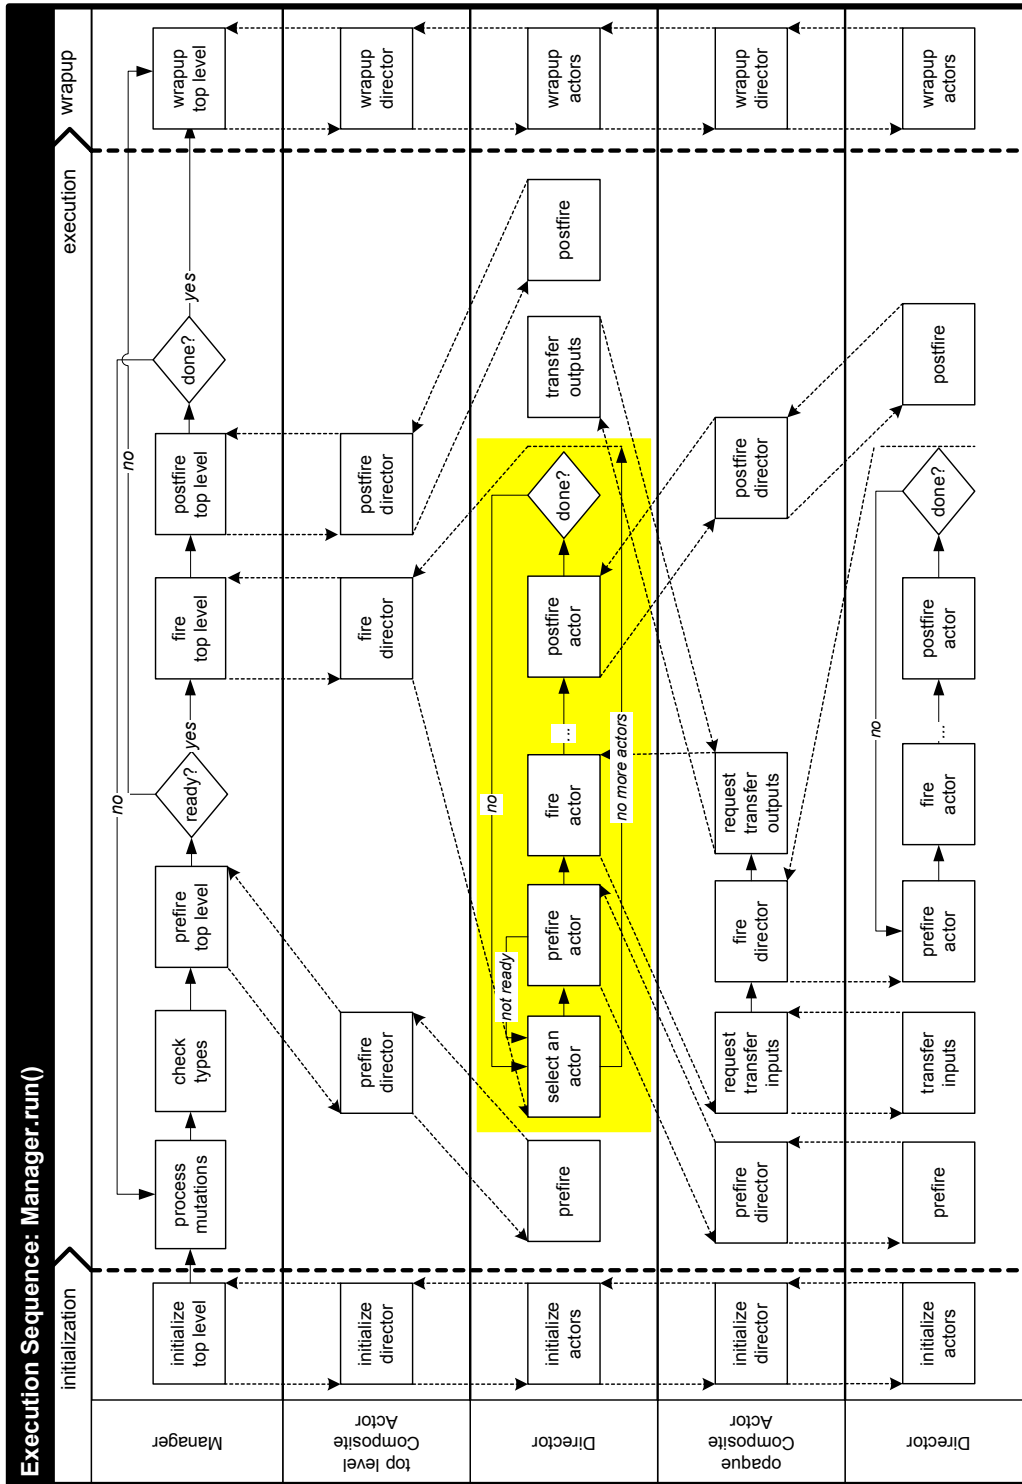 Execution Sequence: Manager.run()
initialization
execution
wrapup
Manager
initialize
top level
process
mutations
check
types
prefire
top level
ready?
yes
no
fire
top level
postfire
top level
done?
yes
no
wrapup
top level
top level
Composite
Actor
initialize
director
prefire
director
fire
director
postfire
director
wrapup
director
Director
initialize
actors
prefire
select an
actor
not ready
prefire
actor
fire
actor
...
postfire
actor
done?
no
no more actors
transfer
outputs
postfire
wrapup
actors
opaque
Composite
Actor
initialize
director
prefire
director
request
transfer
inputs
fire
director
request
transfer
outputs
postfire
director
wrapup
director
Director
initialize
actors
prefire
transfer
inputs
prefire
actor
fire
actor
...
postfire
actor
done?
no
postfire
wrapup
actors